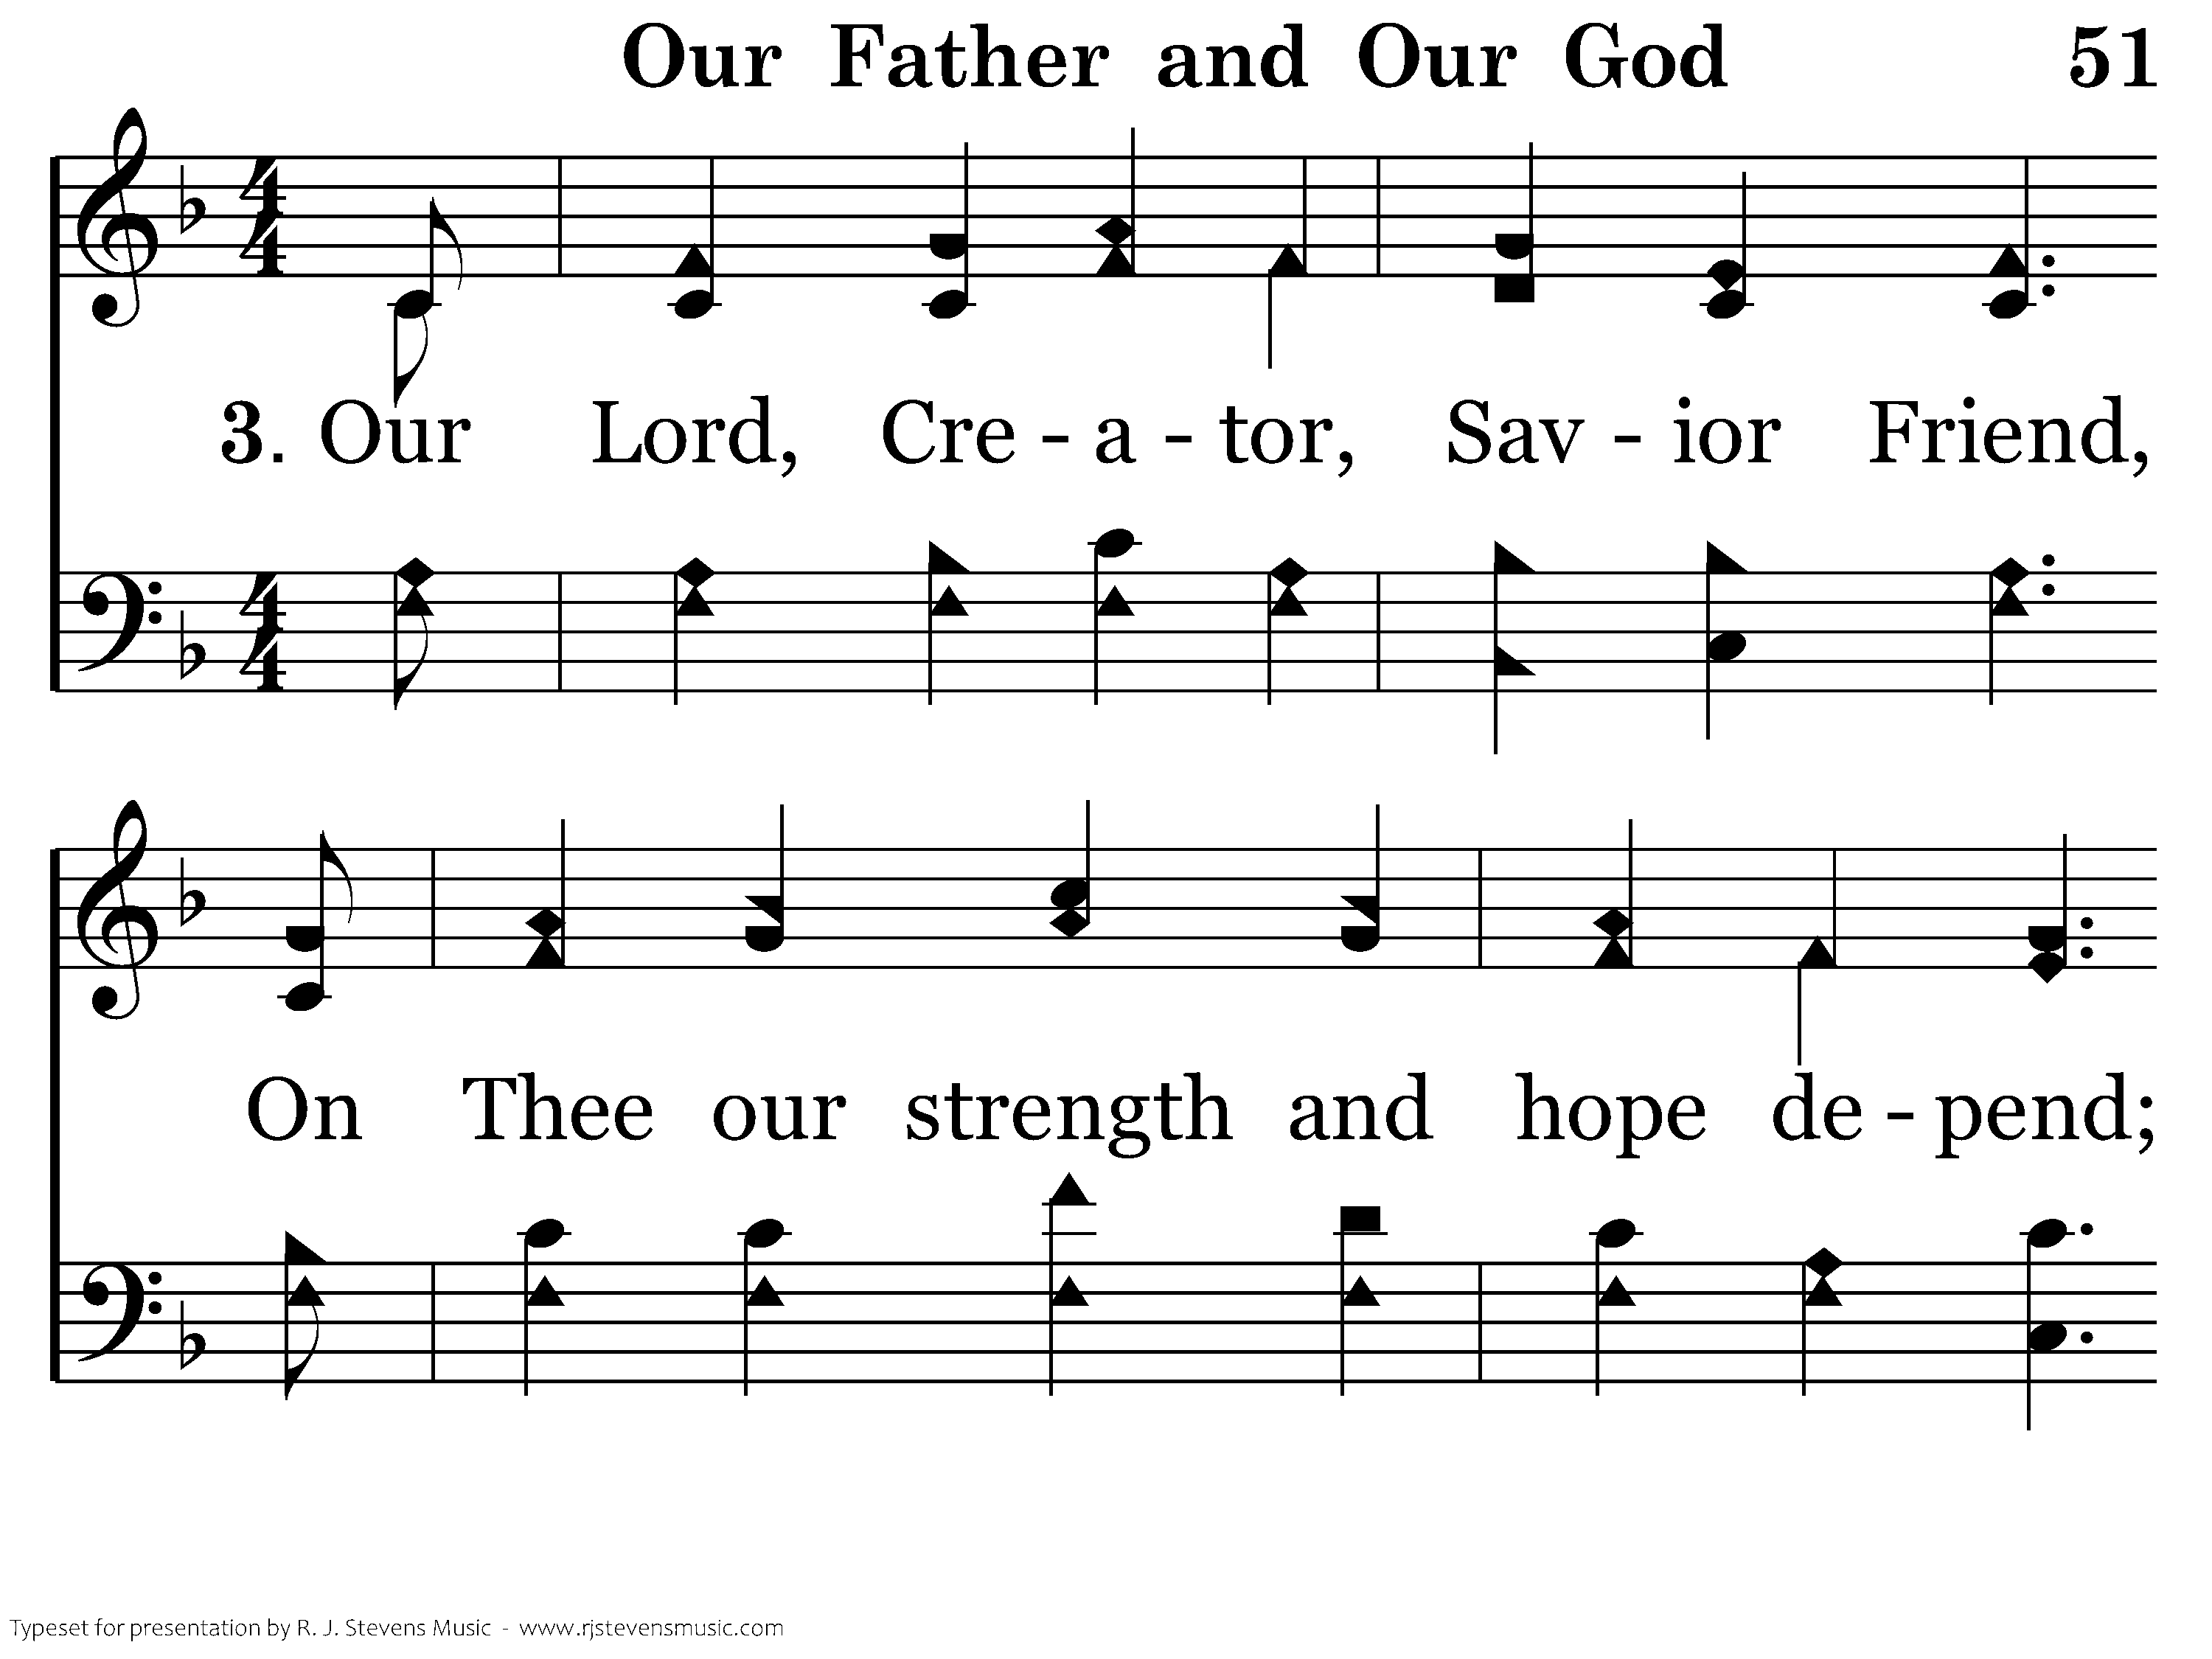 Our Father and Our God 51
3. Our Lord, Cre - a - tor, Sav - ior Friend,
On Thee our strength and hope de - pend;
Typeset for presentation by R. J. Stevens Music - www.rjstevensmusic.com